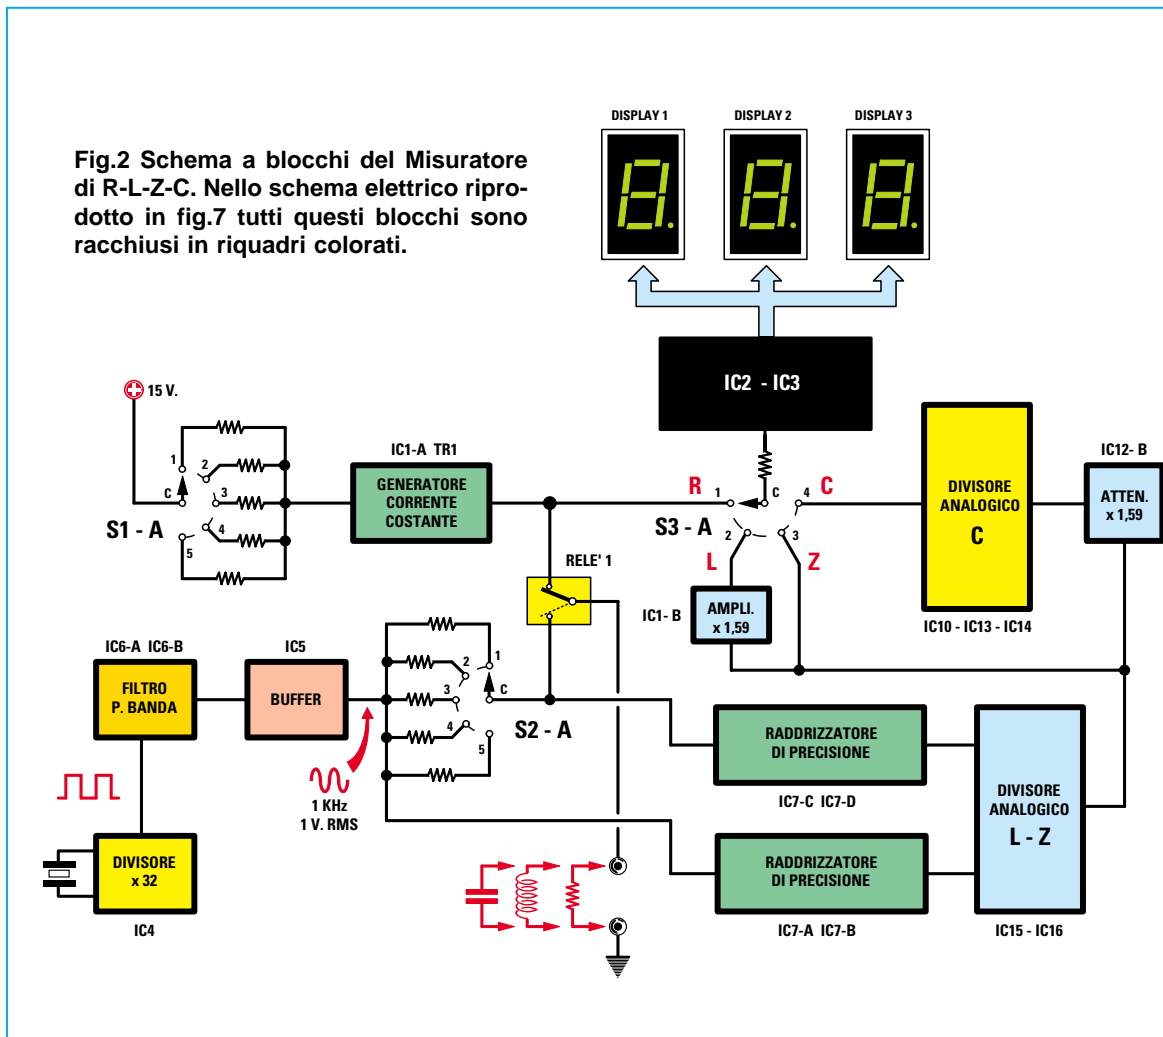 DISPLAY 1
DISPLAY 2
DISPLAY 3
Fig.2 Schema a blocchi del Misuratore
di R-L-Z-C. Nello schema elettrico ripro-
dotto in fig.7 tutti questi blocchi sono
racchiusi in riquadri colorati.
IC2 - IC3
15 V.
1
2
3
4
5
C
S1 - A
IC1-A TR1
GENERATORE
CORRENTE
COSTANTE
R
1
C
4
C
S3 - A
2
3
L
Z
DIVISORE
ANALOGICO
C
IC10 - IC13 - IC14
IC12- B
ATTEN.
x 1,59
RELE' 1
IC1- B
AMPLI.
x 1,59
IC6-A IC6-B
FILTRO
P. BANDA
IC5
BUFFER
1
2
3
4
5
C
S2 - A
1 KHz
1 V. RMS
RADDRIZZATORE
DI PRECISIONE
IC7-C IC7-D
DIVISORE
ANALOGICO
L - Z
IC15 - IC16
DIVISORE
x 32
IC4
RADDRIZZATORE
DI PRECISIONE
IC7-A IC7-B